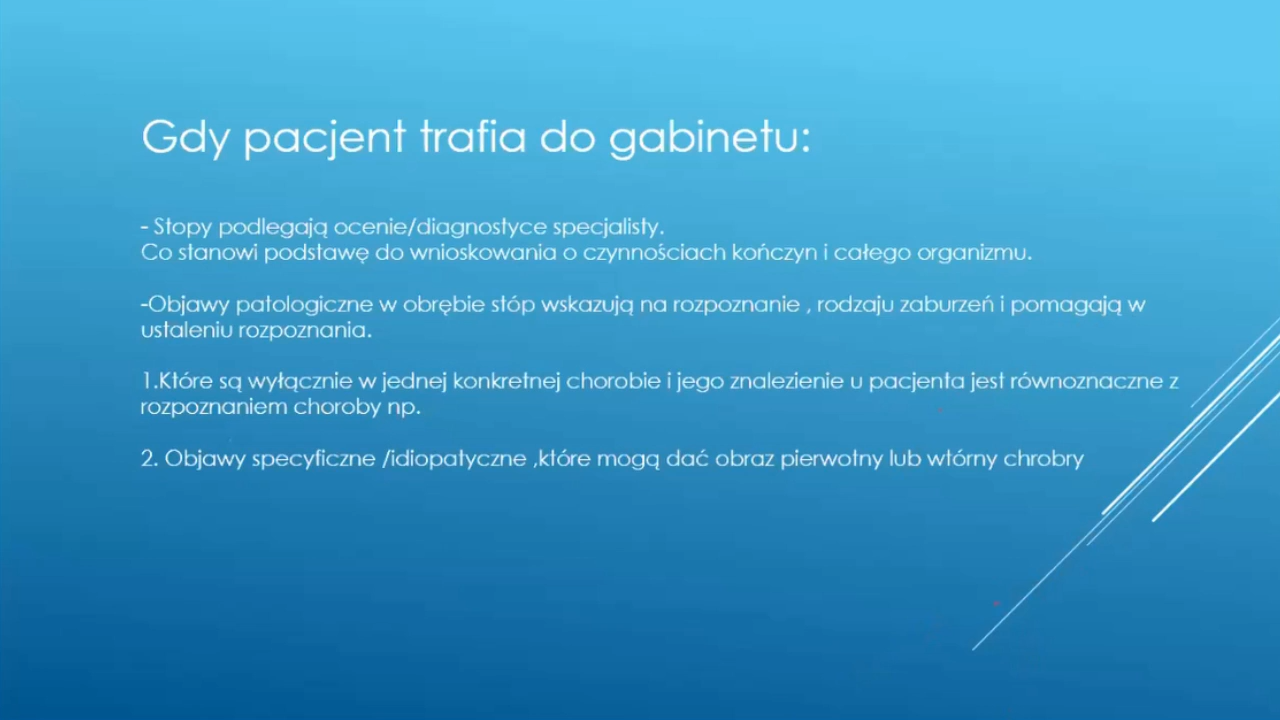 Gdy pacjent trafia do gabinetu:
- Stopy podlegają ocenie/diagnostyce specjalisty.
Co stanowi podstawę do wnioskowania o czynnościach kończyn i całego organizmu.
-Objawy patologiczne w obrębie stóp wskazują na rozpoznanie , rodzaju zaburzeń i pomagają w
ustaleniu rozpoznania.
1.Które są wyłącznie w jednej konkretnej chorobie i jego znalezienie u pacjenta jest równoznaczne z
rozpoznaniem choroby np.
2. Objawy specyficzne /idiopatyczne ,które mogą dać obraz pierwotny lub wtórny chrobry